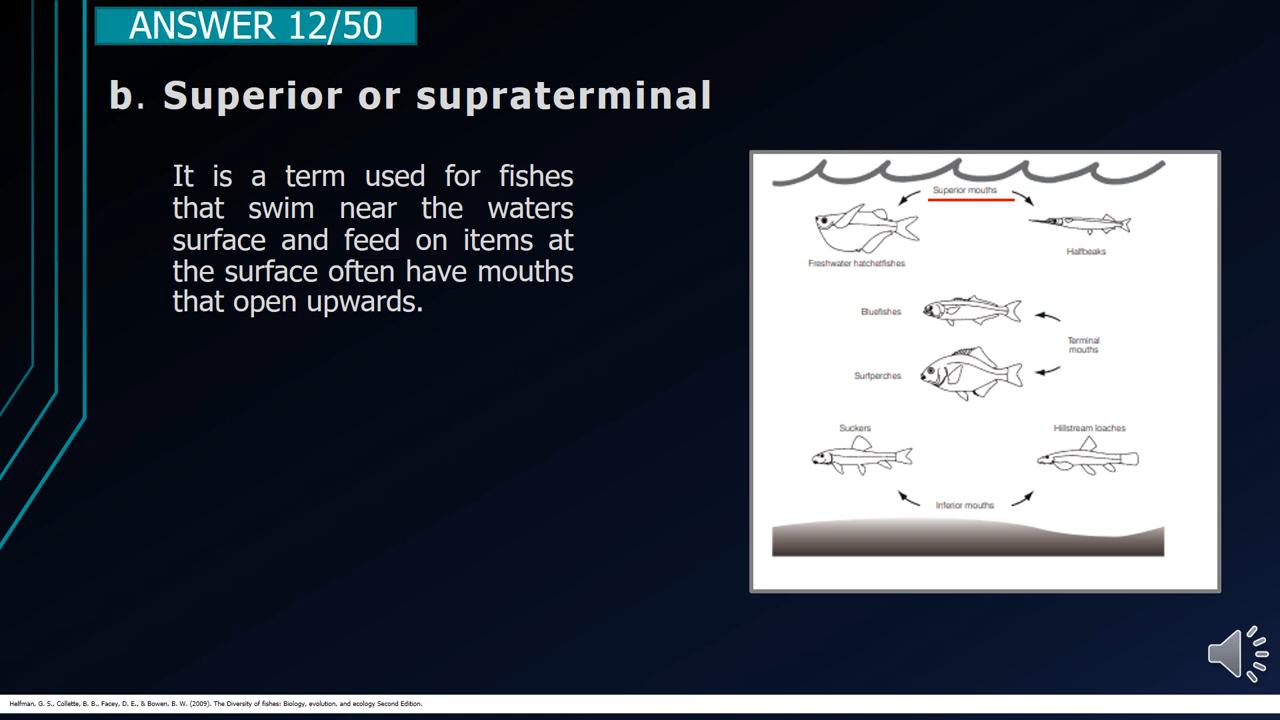 ANSWER 12/50
b. Superior or supraterminal
It is a term used for fishes
that swim near the waters
surface and feed on items at
the surface often have mouths
that open upwards.
Superior mouths
Freshwater hatchetfishes
Halfbeaks
Bluefishes
Terminal
mouths
Surfperches
Suckers
Hillstream loaches
Inferior mouths
Helfman, G. S., Collette, B. B., Facey, D. E., & Bowen, B. W. (2009). The Diversity of fishes: Biology, evolution, and ecology Second Edition.